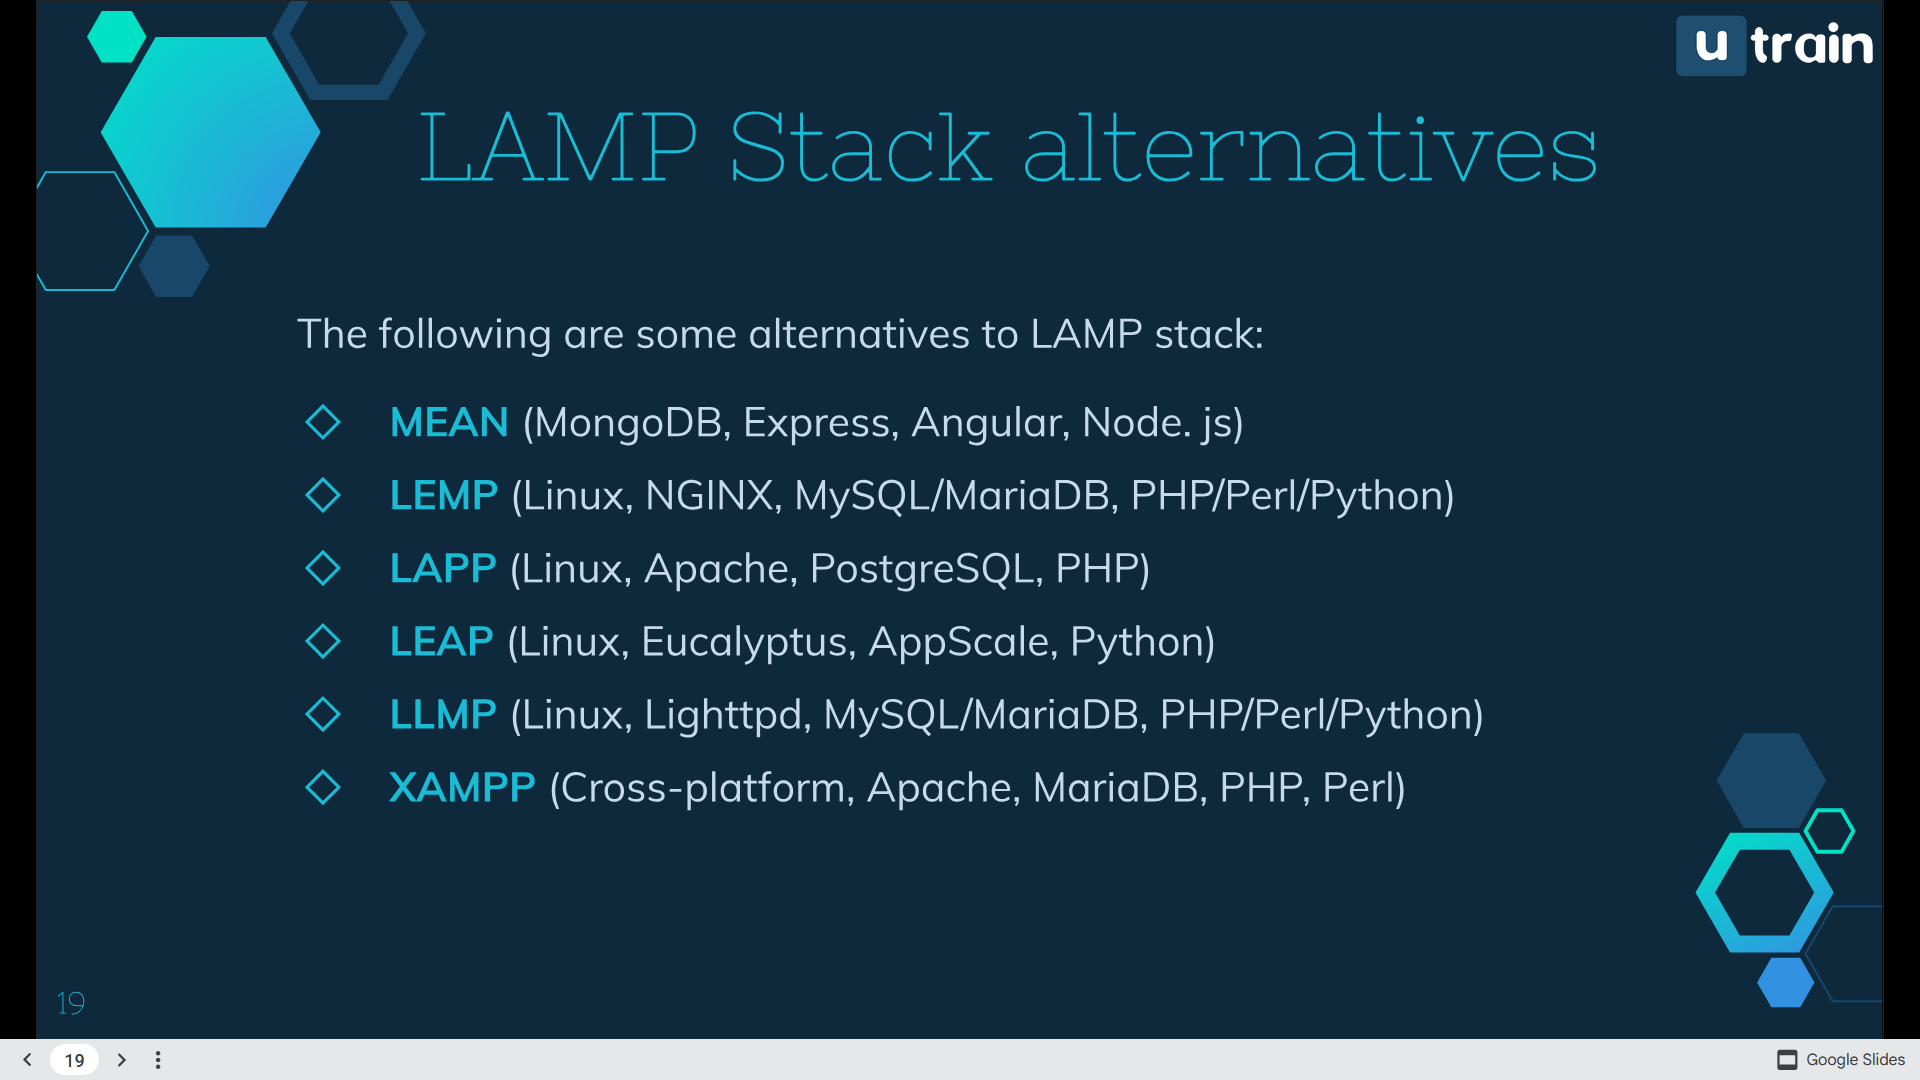 u train
LAMP Stack alternatives
The following are some alternatives to LAMP stack:
MEAN (MongoDB, Express, Angular, Node. js)
LEMP (Linux, NGINX, MySQL/MariaDB, PHP/Perl/Python)
LAPP (Linux, Apache, PostgreSQL, PHP)
LEAP (Linux, Eucalyptus, AppScale, Python)
LLMP (Linux, Lighttpd, MySQL/MariaDB, PHP/Perl/Python)
XAMPP (Cross-platform, Apache, MariaDB, PHP, Perl)
19
19
Google Slides